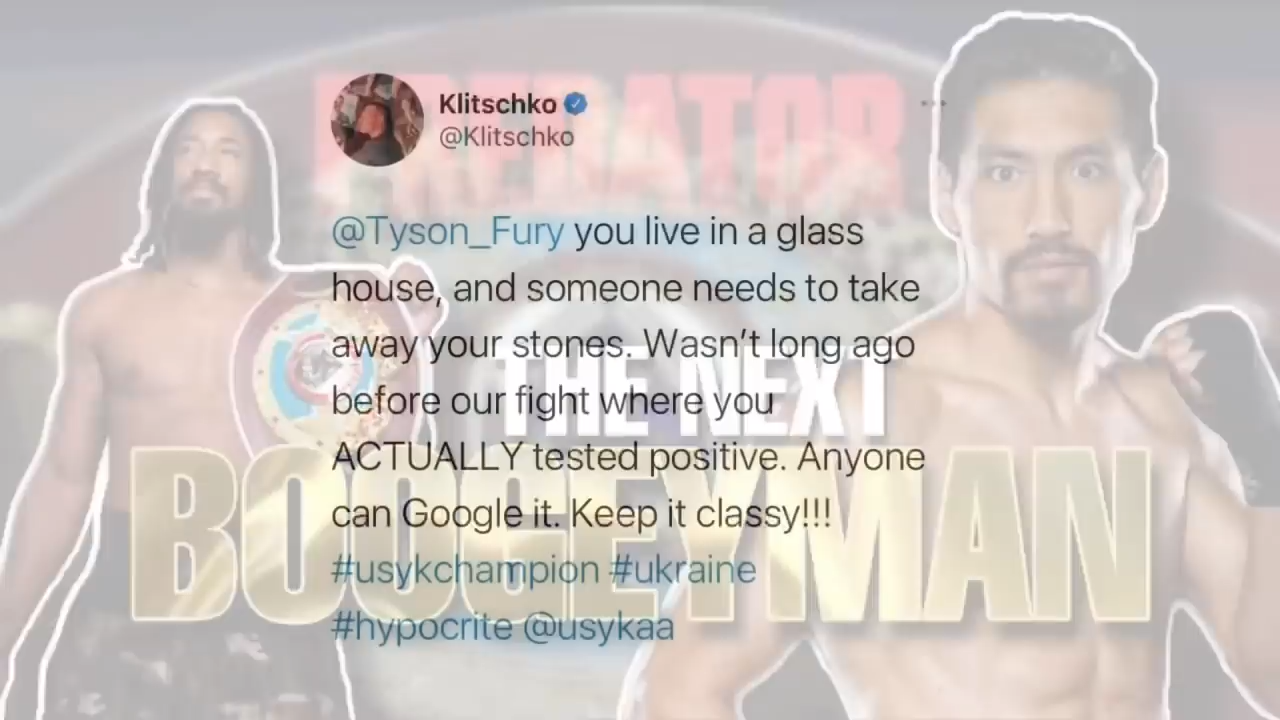 PREDATOR
Klitschko
@Klitschko
@Tyson_Fury you live in a glass
house, and someone needs to take
away your stones. Wasn't long ago
before our fight where you
ACTUALLY tested positive. Anyone
can Google it. Keep it classy!!!
#usykchampion #ukraine
#hypocrite @usykaa
THE NEXT
BOOGEYMAN